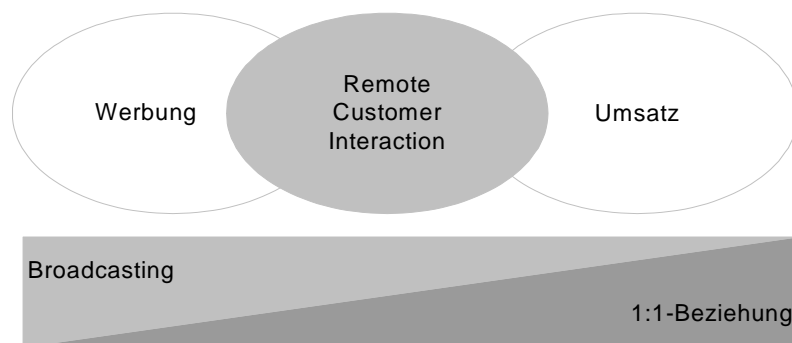 Werbung
Remote
Customer
Interaction
Umsatz
Broadcasting
1:1-Beziehung